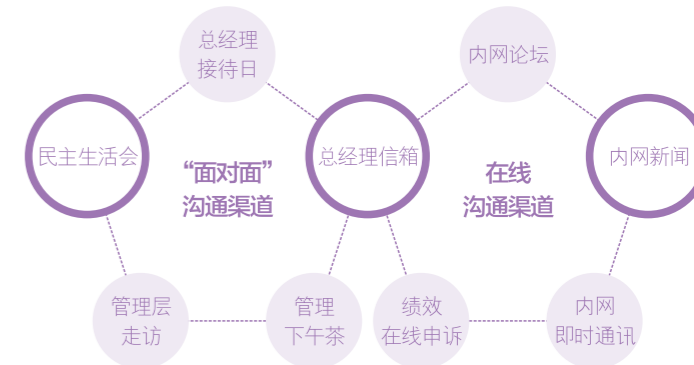 总经理
接待日
内网论坛
民主生活会
“面对面”
沟通渠道
总经理信箱
在线
沟通渠道
内网新闻
管理层
走访
管理
下午茶
绩效
在线申诉
内网
即时通讯